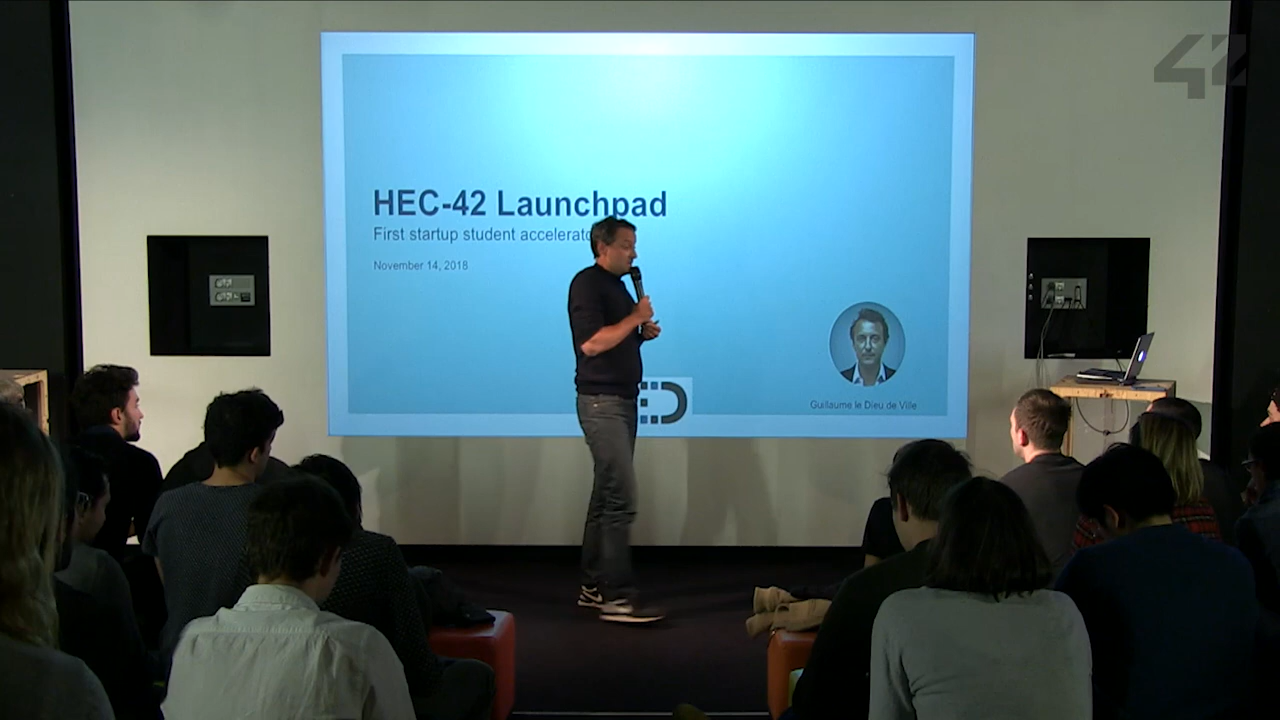 42
HEC-42 Launchpad
First startup student accelerato
November 14, 2018
Guillaume le Dieu de Ville